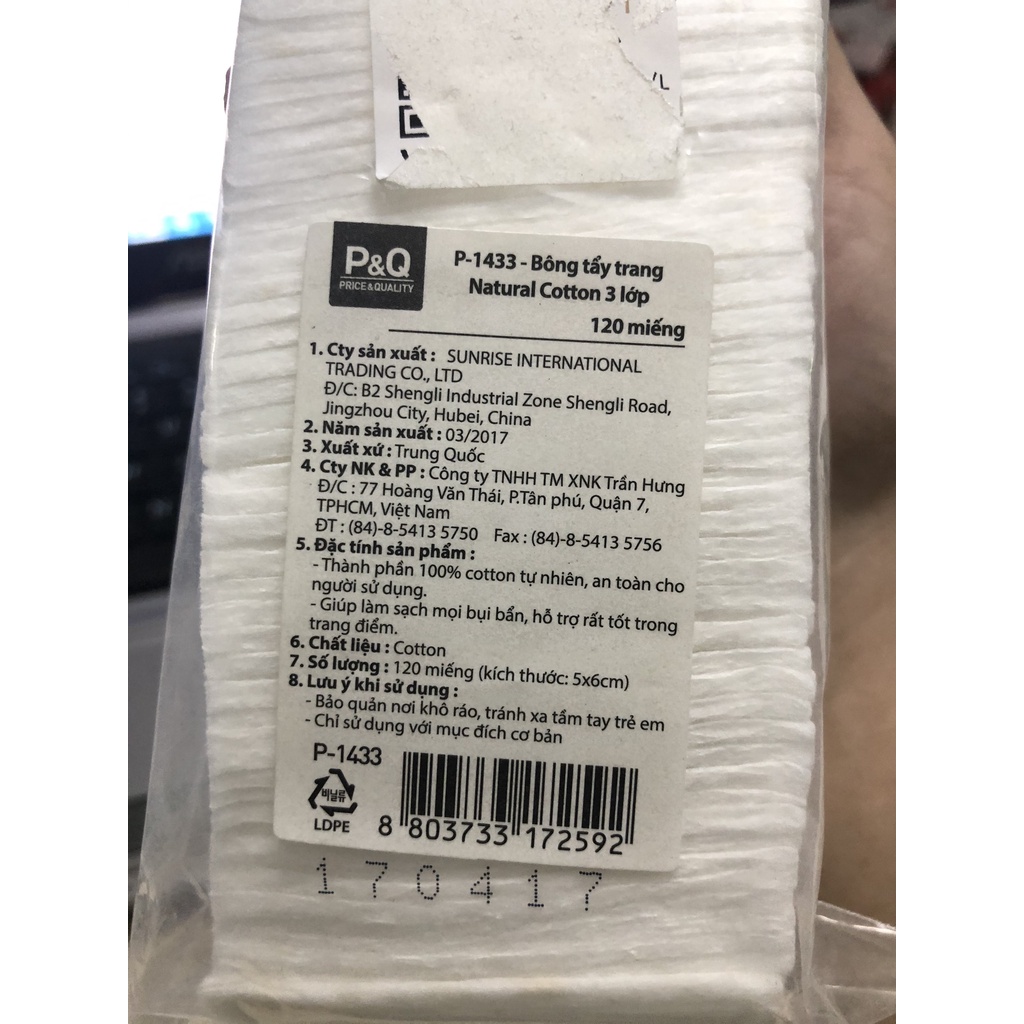 /L
P&Q
PRICE & QUALITY
P-1433 - Bông tẩy trang
Natural Cotton 3 lớp
120 miếng
1. Cty sản xuất : SUNRISE INTERNATIONAL
TRADING CO., LTD
Đ/C: B2 Shengli Industrial Zone Shengli Road,
Jingzhou City, Hubei, China
2. Năm sản xuất : 03/2017
3. Xuất xứ : Trung Quốc
4. Cty NK & PP : Công ty TNHH TM XNK Trần Hưng
Đ/C : 77 Hoàng Văn Thái, P.Tân phú, Quận 7,
TPHCM, Việt Nam
ĐT : (84)-8-5413 5750 Fax : (84)-8-5413 5756
5. Đặc tính sản phẩm :
- Thành phần 100% cotton tự nhiên, an toàn cho
người sử dụng.
- Giúp làm sạch mọi bụi bẩn, hỗ trợ rất tốt trong
trang điểm.
6. Chất liệu : Cotton
7. Số lượng : 120 miếng (kích thước: 5x6cm)
8. Lưu ý khi sử dụng :
- Bảo quản nơi khô ráo, tránh xa tầm tay trẻ em
- Chỉ sử dụng với mục đích cơ bản
P-1433
비닐류
LDPE
8 803733 172592
170417